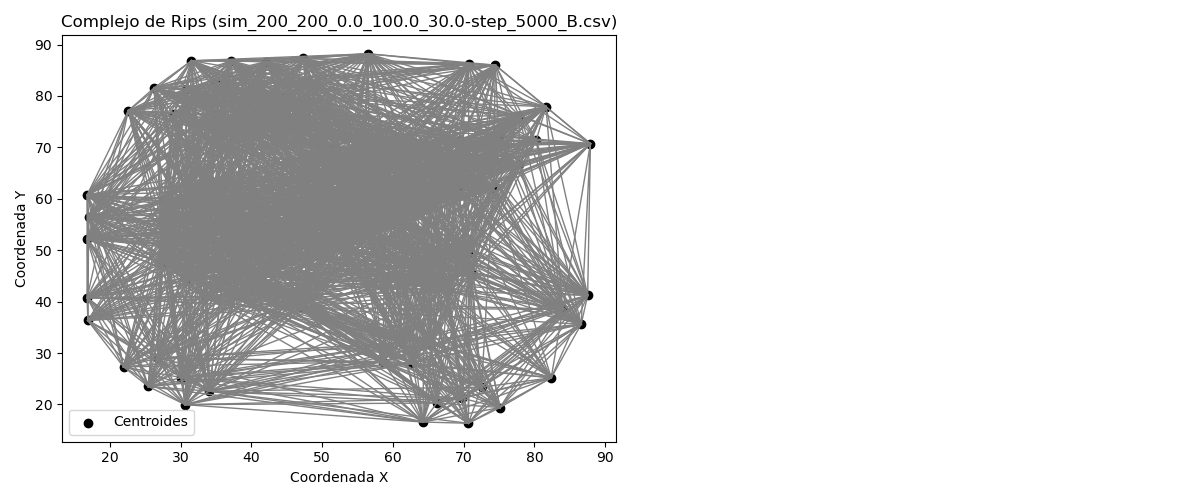 Complejo de Rips (sim_200_200_0.0_100.0_30.0-step_5000_B.csv)
90
80
70
60
50
40
30
20
Coordenada Y
Centroides
20 30 40 50 60 70 80 90
Coordenada X